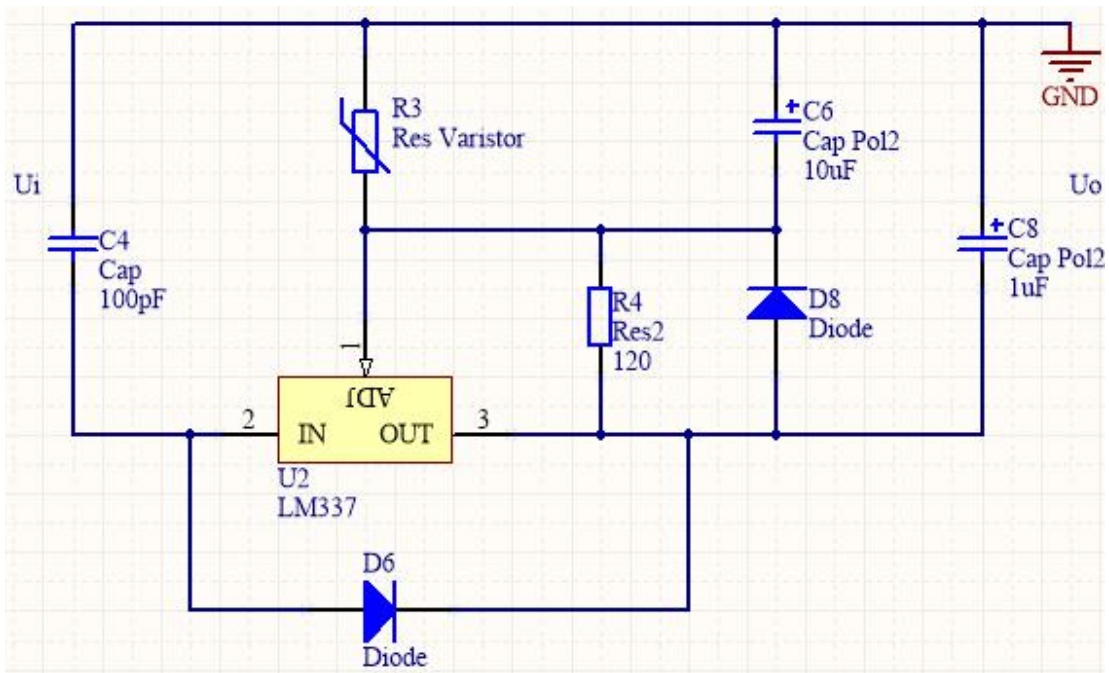 GND
R3
Res Varistor
C6
Cap Pol2
10uF
Ui
Uo
C4
Cap
100pF
C8
Cap Pol2
1uF
R4
Res2
120
D8
Diode
1
ADJ
2
IN
OUT
3
U2
LM337
D6
Diode